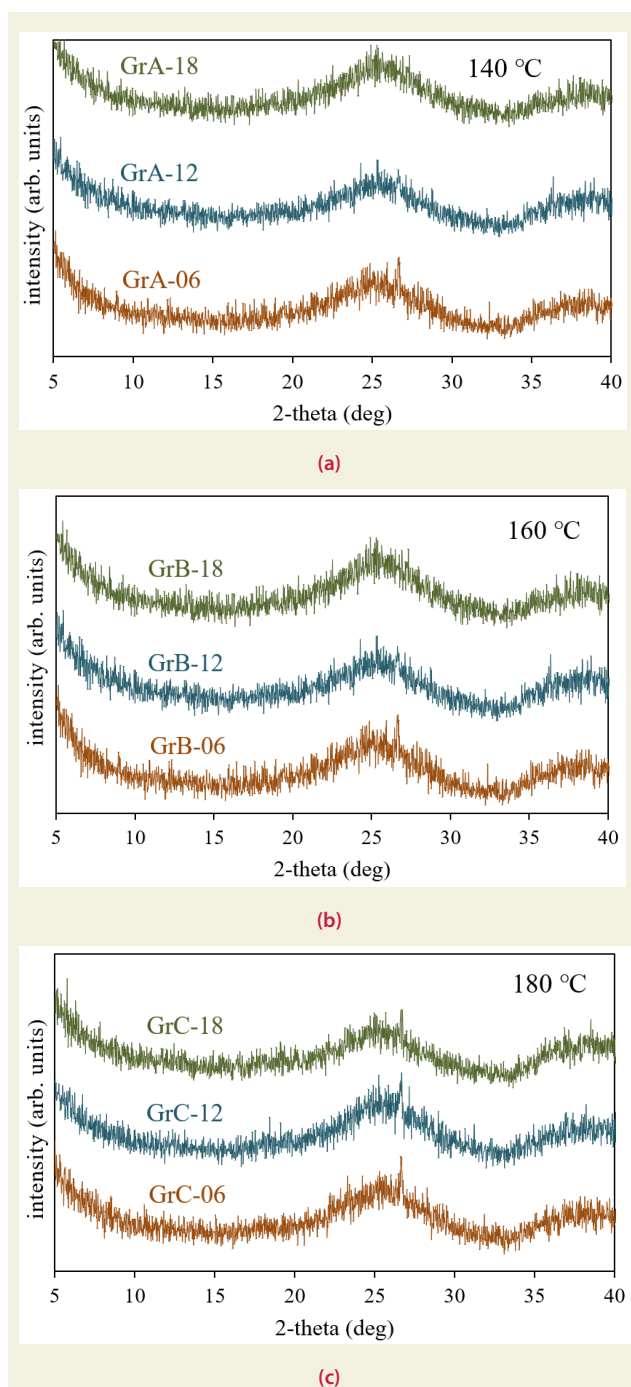 140 °C
GrA-18
GrA-12
GrA-06
intensity (arb. units)
5 10 15 20 25 30 35 40
2-theta (deg)
(a)
160 °C
GrB-18
GrB-12
GrB-06
intensity (arb. units)
5 10 15 20 25 30 35 40
2-theta (deg)
(b)
180 °C
GrC-18
GrC-12
GrC-06
intensity (arb. units)
5 10 15 20 25 30 35 40
2-theta (deg)
(c)